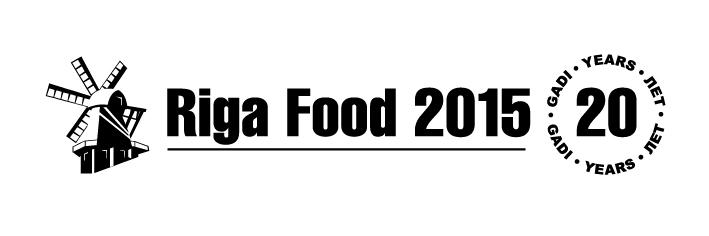 Riga Food 2015
20
GADI • YEARS • ЛЕТ •
GADI • YEARS • ЛЕТ •